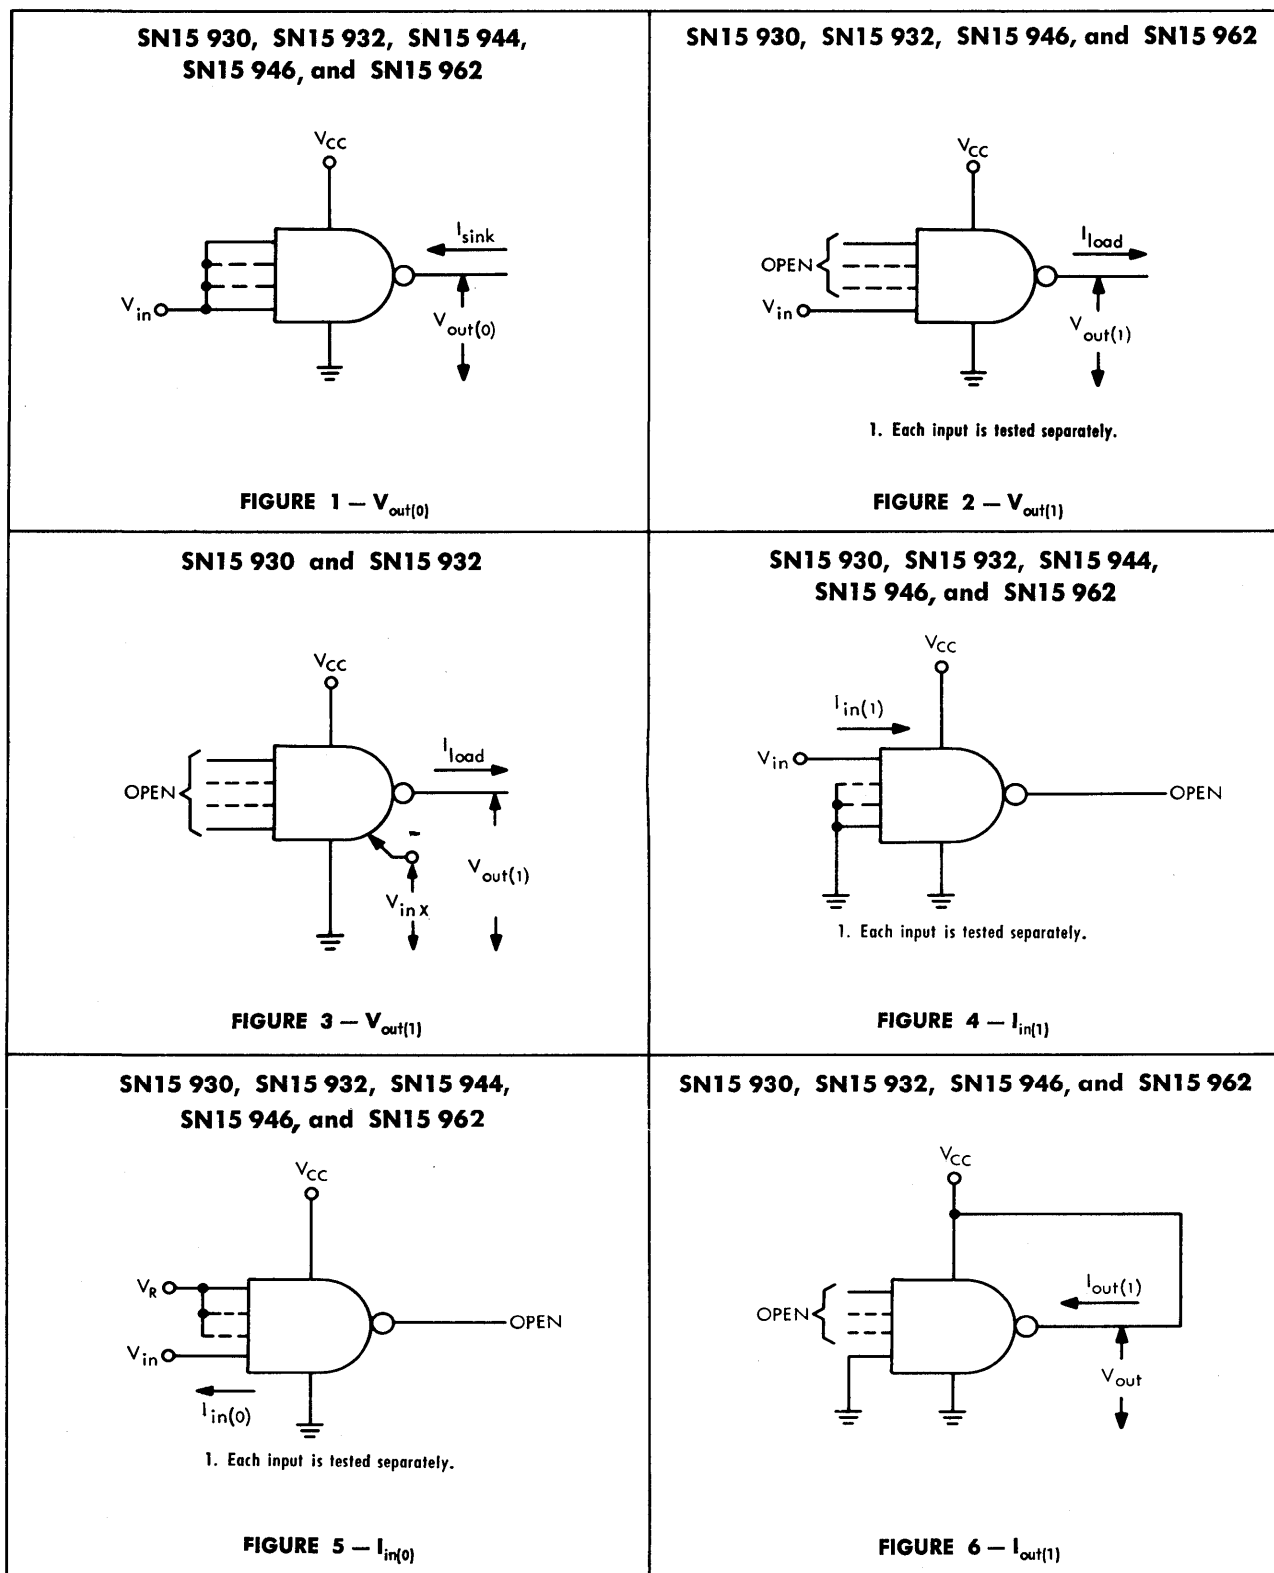 SN15 930, SN15 932, SN15 944,
SN15 946, and SN15 962
VCC
Isink
Vin
Vout(0)
FIGURE 1 — Vout(0)
SN15 930, SN15 932, SN15 946, and SN15 962
VCC
Iload
OPEN
Vin
Vout(1)
1. Each input is tested separately.
FIGURE 2 — Vout(1)
SN15 930 and SN15 932
VCC
Iload
OPEN
Vout(1)
Vin X
FIGURE 3 — Vout(1)
SN15 930, SN15 932, SN15 944,
SN15 946, and SN15 962
VCC
Iin(1)
Vin
OPEN
1. Each input is tested separately.
FIGURE 4 — Iin(1)
SN15 930, SN15 932, SN15 944,
SN15 946, and SN15 962
VCC
VR
OPEN
Vin
Iin(0)
1. Each input is tested separately.
FIGURE 5 — Iin(0)
SN15 930, SN15 932, SN15 946, and SN15 962
VCC
Iout(1)
OPEN
Vout
FIGURE 6 — Iout(1)